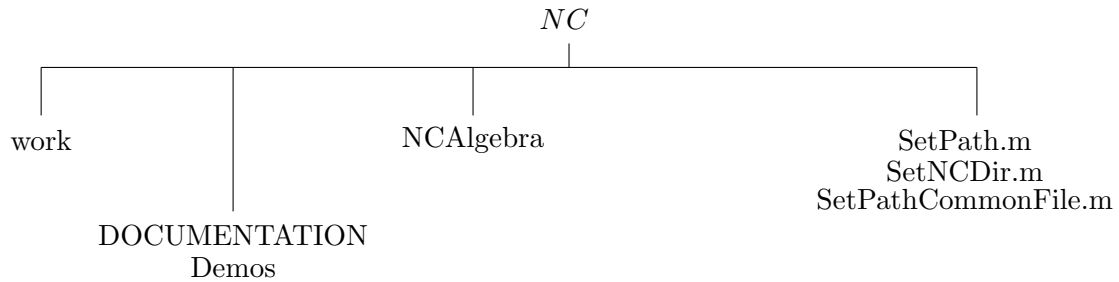 NC
work
NCAlgebra
SetPath.m
SetNCDir.m
SetPathCommonFile.m
DOCUMENTATION
Demos